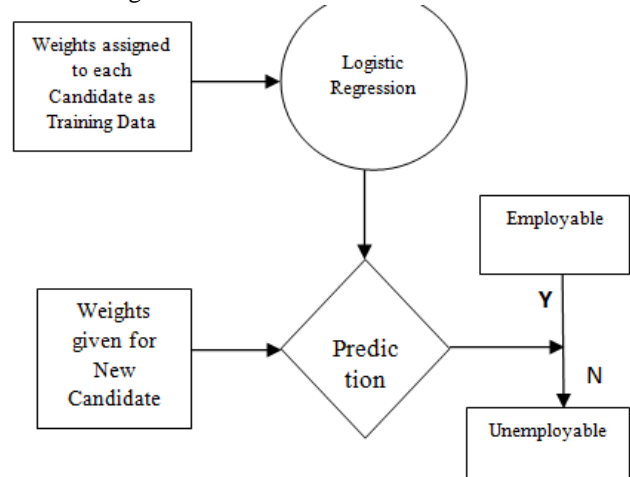 Weights assigned
to each
Candidate as
Training Data
Logistic
Regression
Employable
Y
Weights
given for
New
Candidate
Predic
tion
N
Unemployable